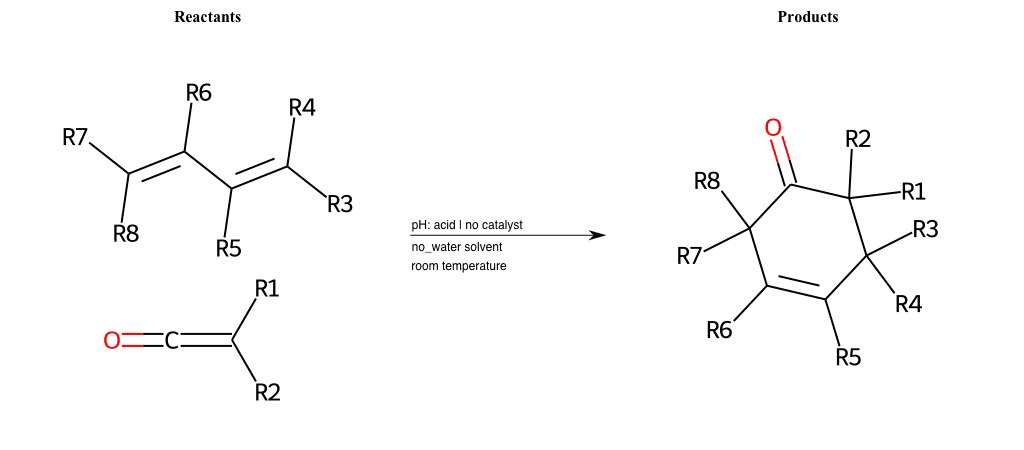 Reactants
Products
R6
R4
R7
R3
R8
R5
R1
O
C
R2
pH: acid | no catalyst
no_water solvent
room temperature
O
R2
R8
R1
R3
R7
R4
R6
R5